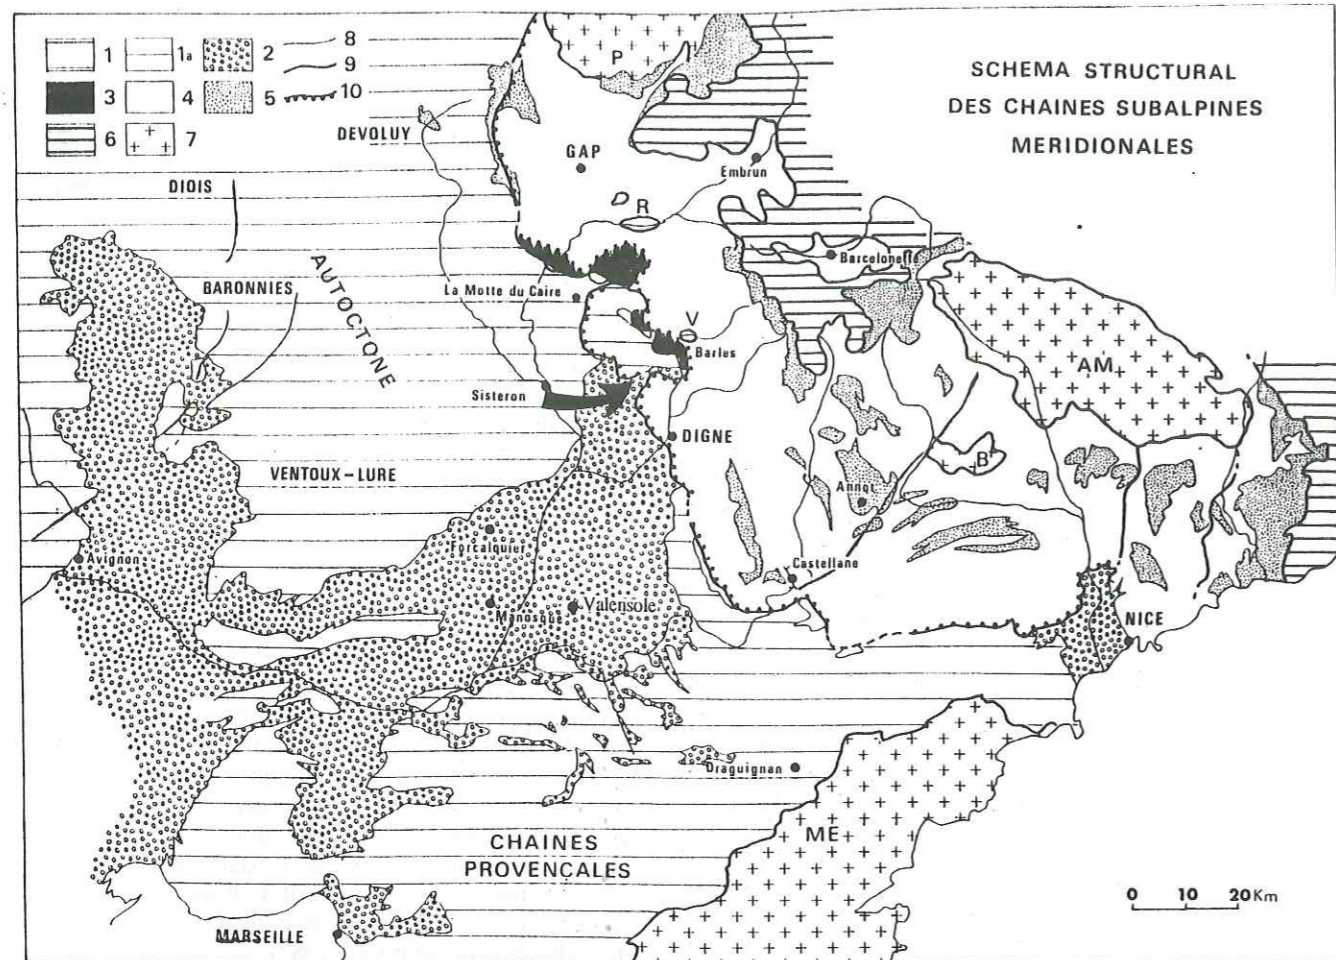 1 1a 2 8
9
3 4 5 10
6 7
SCHEMA STRUCTURAL
DES CHAINES SUBALPINES
MERIDIONALES
P
DEVOLUY
GAP
Embrun
DIOIS
R
AUTOCTONE
Barcelonette
BARONNIES
La Motte du Caire
V
Barles
AM
Sisteron
DIGNE
VENTOUX-LURE
B
Annot
Forcalquier
Avignon
Castellane
Manosque
Valensole
NICE
Draguignan
ME
CHAINES
PROVENCALES
0 10 20Km
MARSEILLE